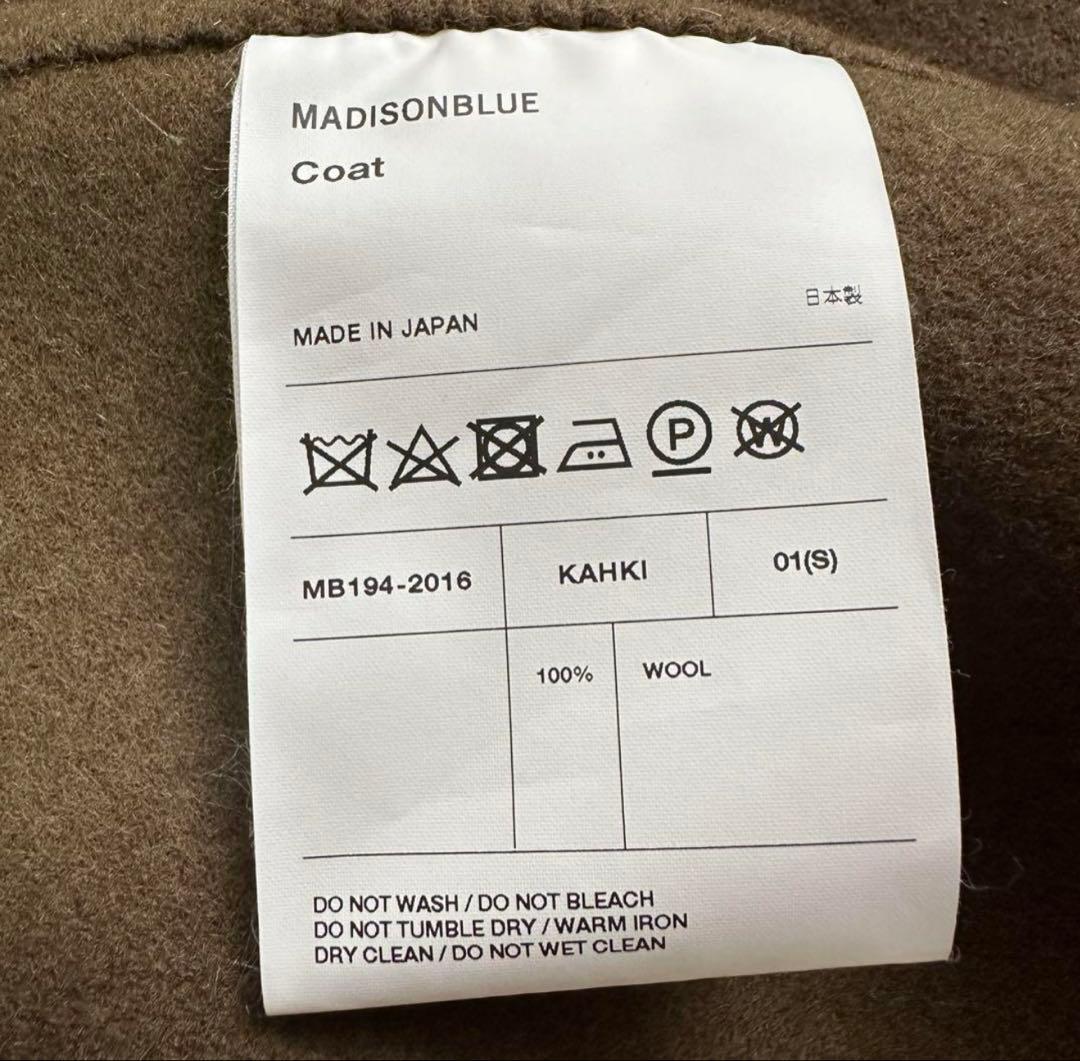 MADISONBLUE
Coat
日本製
MADE IN JAPAN
P W
MB194-2016 KAHKI 01(S)
100% WOOL
DO NOT WASH / DO NOT BLEACH
DO NOT TUMBLE DRY / WARM IRON
DRY CLEAN / DO NOT WET CLEAN